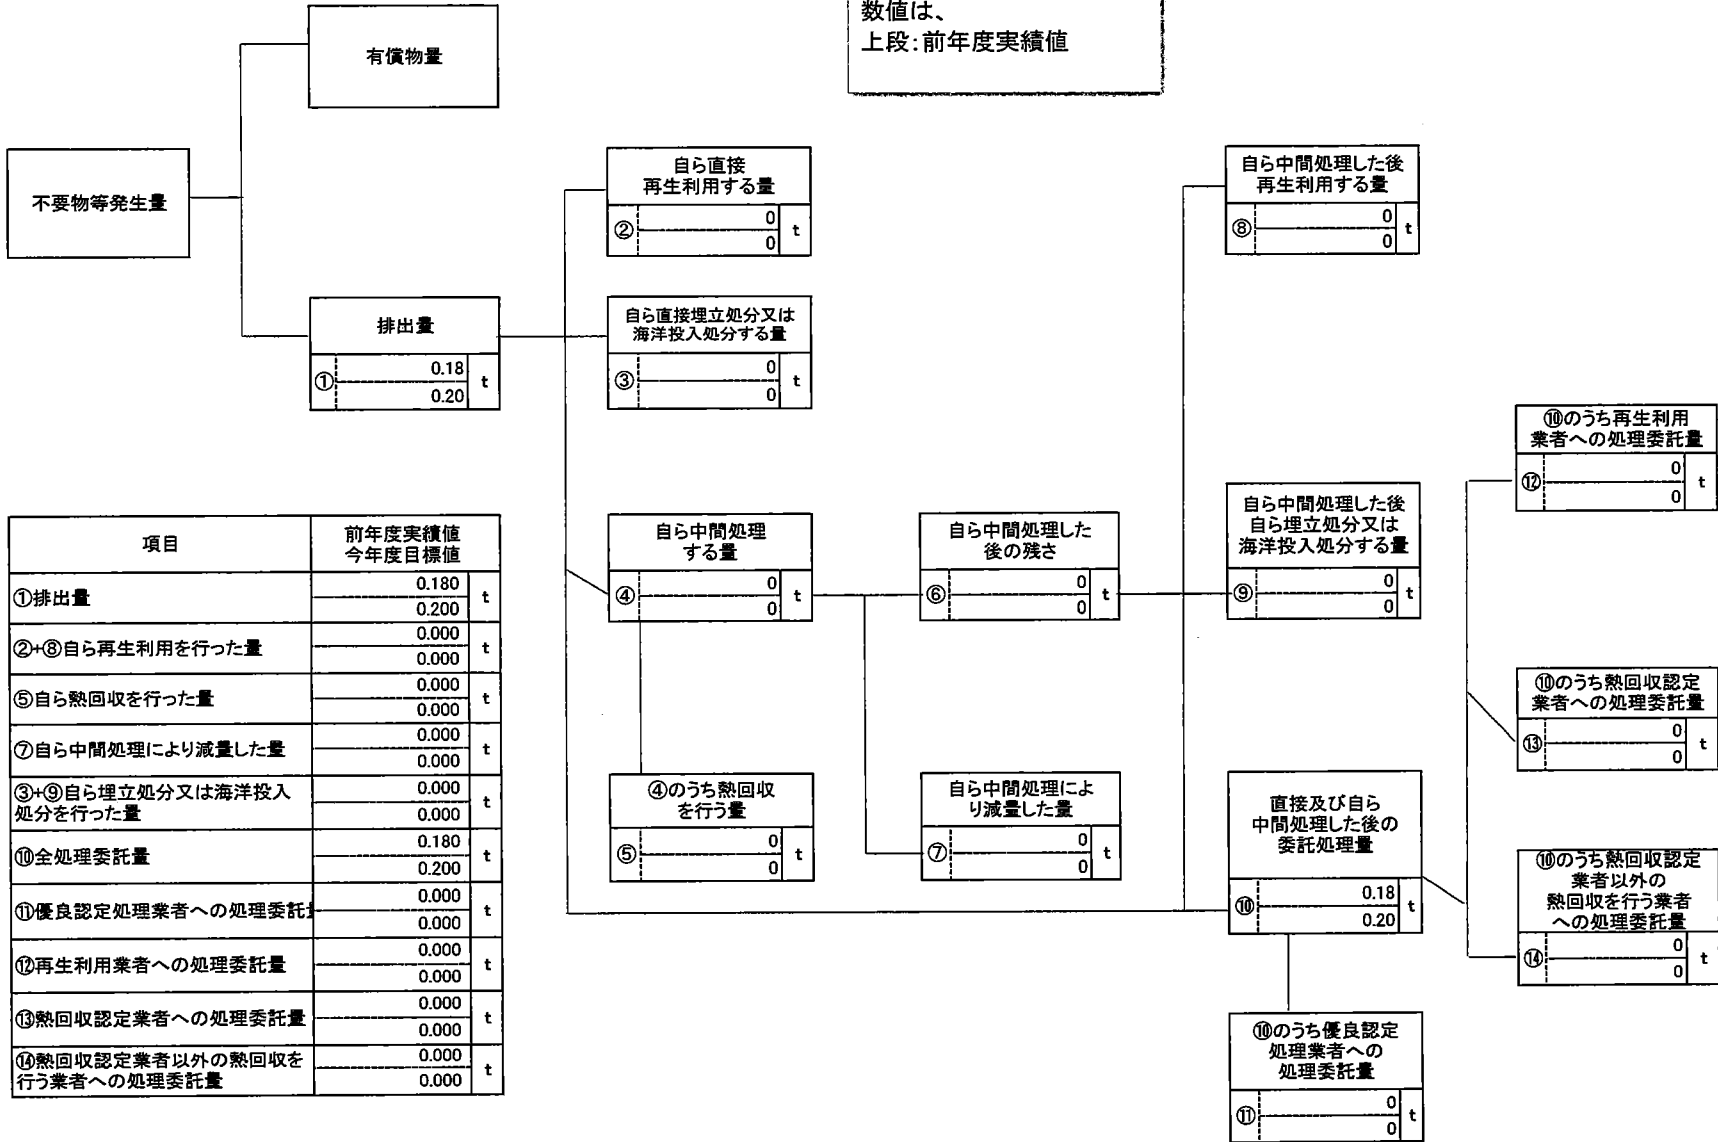 数値は、
上段:前年度実績値
有償物量
不要物等発生量
排出量
①
0.18
0.20
t
自ら直接
再生利用する量
②
0
0
t
自ら直接埋立処分又は
海洋投入処分する量
③
0
0
t
自ら中間処理
する量
④
0
0
t
④のうち熱回収
を行う量
⑤
0
0
t
自ら中間処理した
後の残さ
⑥
0
0
t
自ら中間処理によ
り減量した量
⑦
0
0
t
自ら中間処理した後
再生利用する量
⑧
0
0
t
自ら中間処理した後
自ら埋立処分又は
海洋投入処分する量
⑨
0
0
t
直接及び自ら
中間処理した後の
委託処理量
⑩
0.18
0.20
t
⑩のうち優良認定
処理業者への
処理委託量
⑪
0
0
t
⑩のうち再生利用
業者への処理委託量
⑫
0
0
t
⑩のうち熱回収認定
業者への処理委託量
⑬
0
0
t
⑩のうち熱回収認定
業者以外の
熱回収を行う業者
への処理委託量
⑭
0
0
t
項目
前年度実績値
今年度目標値
①排出量
0.180
0.200
t
②+⑧自ら再生利用を行った量
0.000
0.000
t
⑤自ら熱回収を行った量
0.000
0.000
t
⑦自ら中間処理により減量した量
0.000
0.000
t
③+⑨自ら埋立処分又は海洋投入
処分を行った量
0.000
0.000
t
⑩全処理委託量
0.180
0.200
t
⑪優良認定処理業者への処理委託
0.000
0.000
t
⑫再生利用業者への処理委託量
0.000
0.000
t
⑬熱回収認定業者への処理委託量
0.000
0.000
t
⑭熱回収認定業者以外の熱回収を
行う業者への処理委託量
0.000
0.000
t